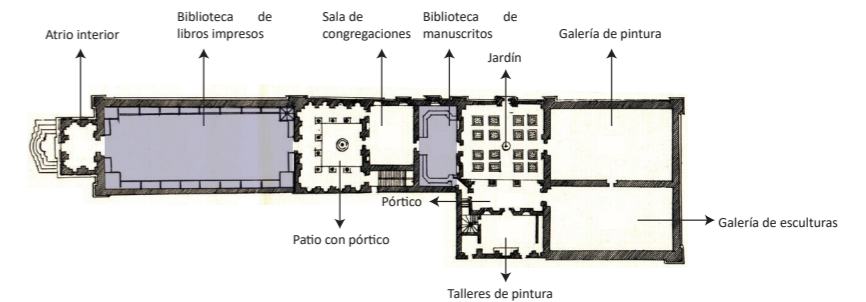 Atrio interior
Biblioteca de
libros impresos
Sala de
congregaciones
Biblioteca de
manuscritos
Jardín
Galería de pintura
Pórtico
Patio con pórtico
Galería de esculturas
Talleres de pintura